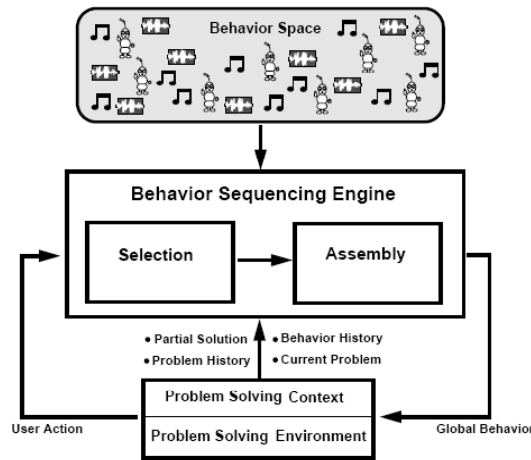 Behavior Space
Behavior Sequencing Engine
Selection
Assembly
• Partial Solution
• Behavior History
• Problem History
• Current Problem
Problem Solving Context
User Action
Problem Solving Environment
Global Behavior